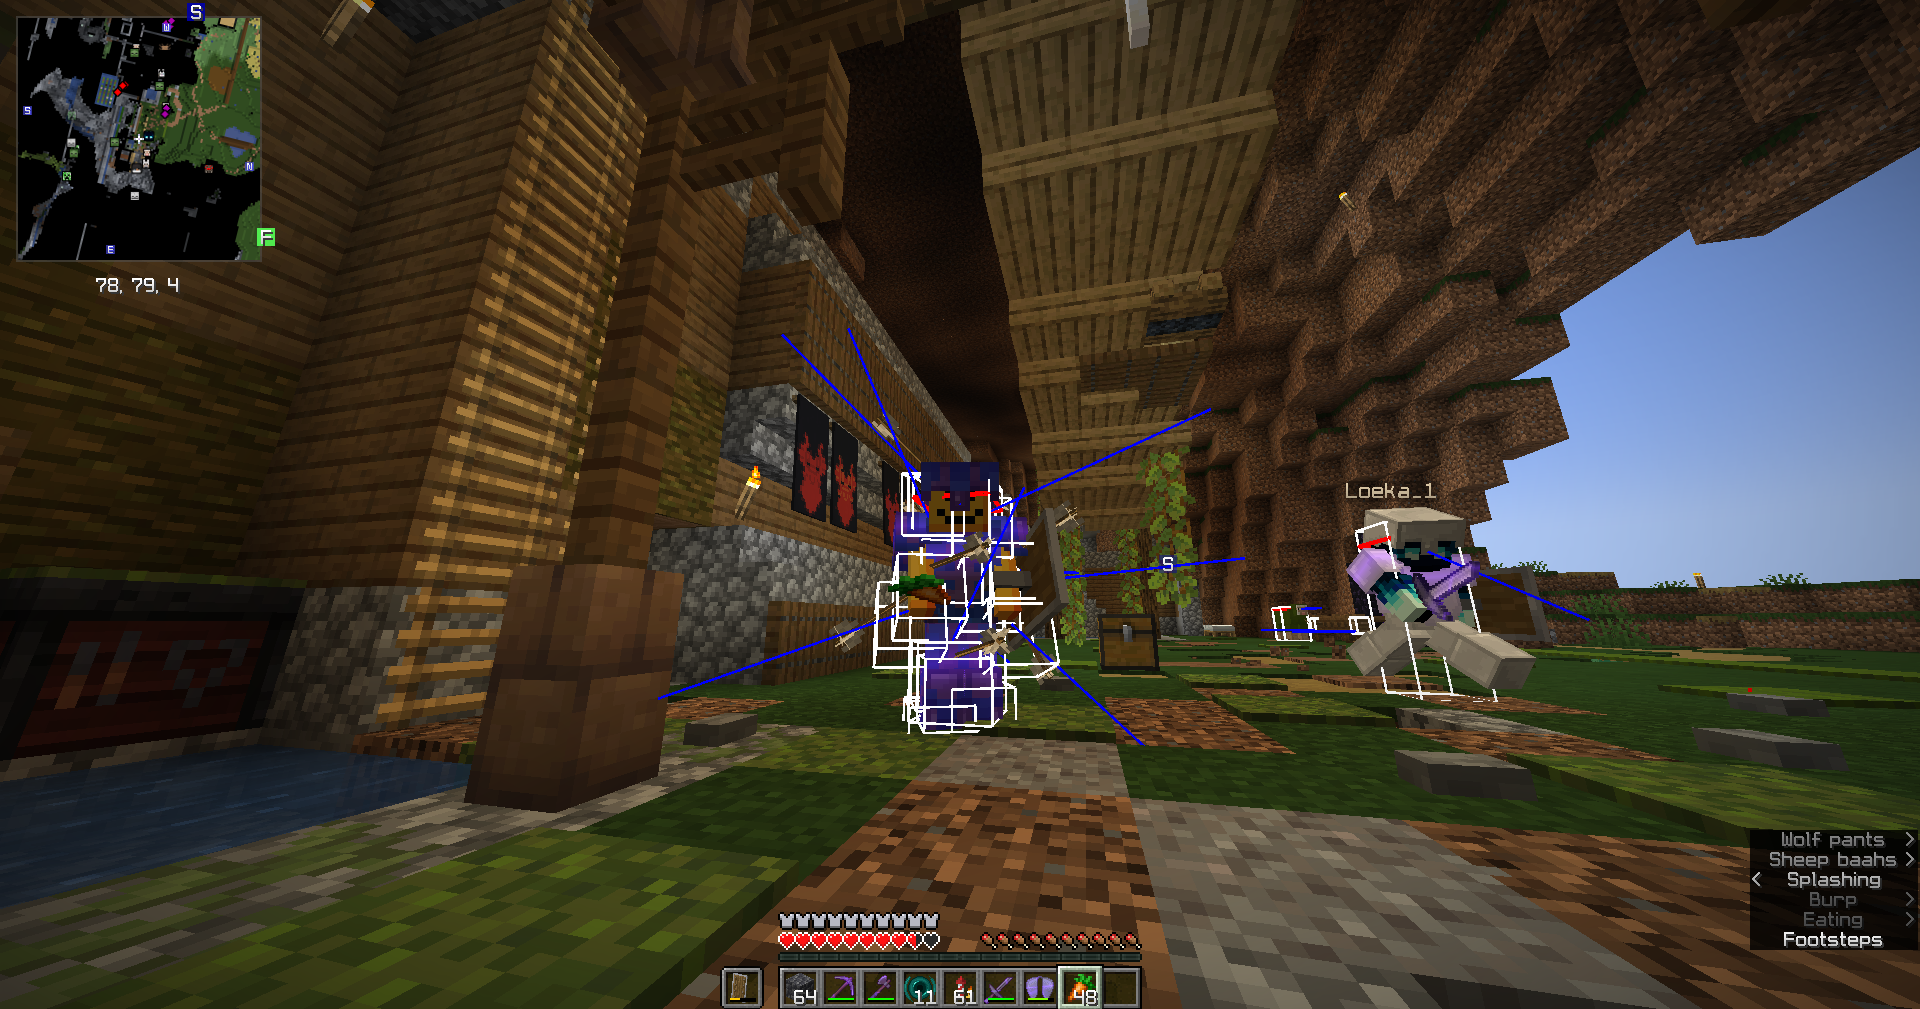 S
N
S
N
F
E
78, 79, 4
Loeka_1
S
Wolf pants >
Sheep baahs >
< Splashing
Burp >
Eating >
Footsteps
64
11
61
48